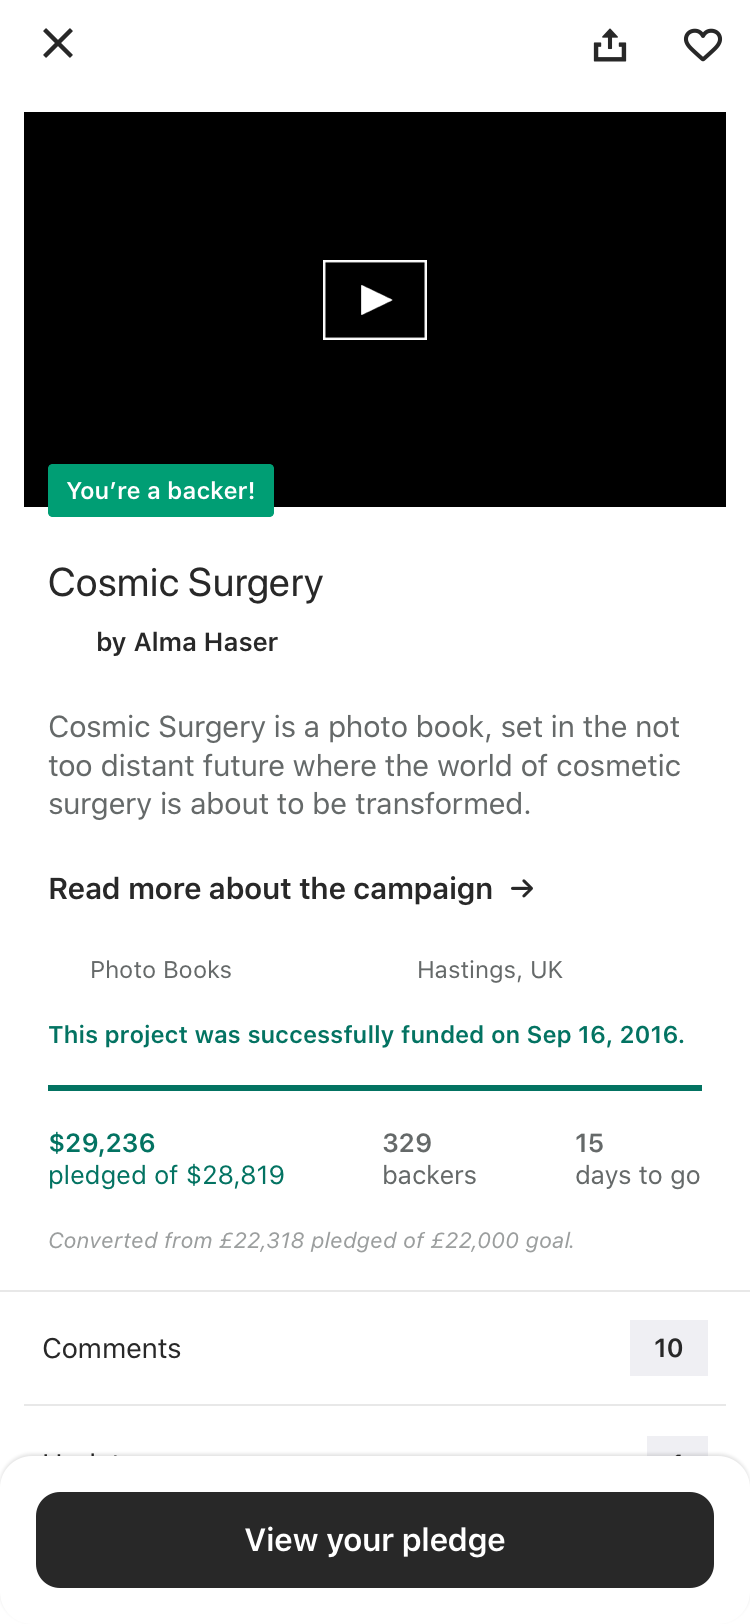 You’re a backer!
Cosmic Surgery
by Alma Haser
Cosmic Surgery is a photo book, set in the not
too distant future where the world of cosmetic
surgery is about to be transformed.
Read more about the campaign →
Photo Books
Hastings, UK
This project was successfully funded on Sep 16, 2016.
$29,236
pledged of $28,819
329
backers
15
days to go
Converted from £22,318 pledged of £22,000 goal.
Comments
10
View your pledge